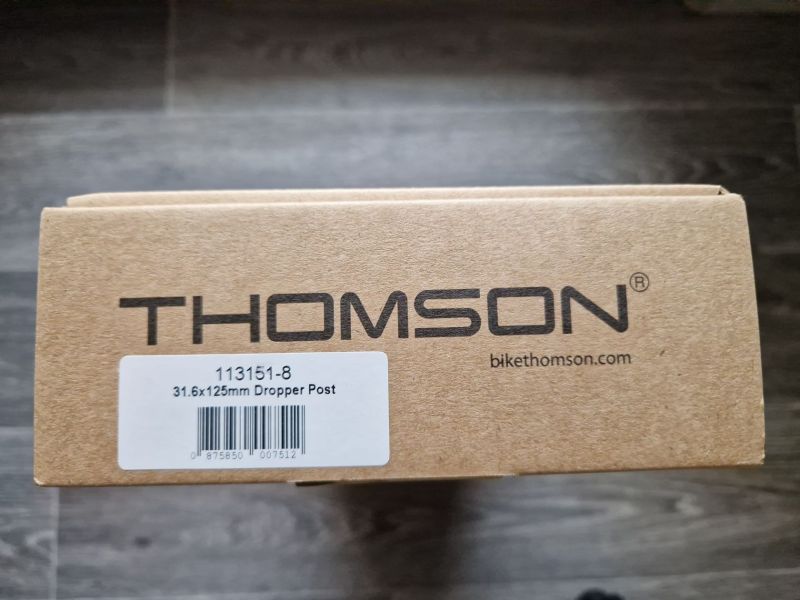 THOMSON®
bikethomson.com
113151-8
31.6x125mm Dropper Post
0 875850 007512